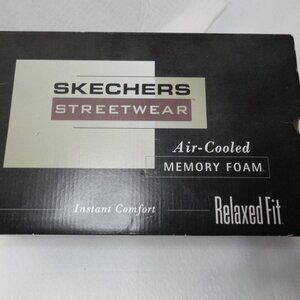 SKECHERS
STREETWEAR
Air-Cooled
MEMORY FOAM.
Instant Comfort
Relaxed Fit